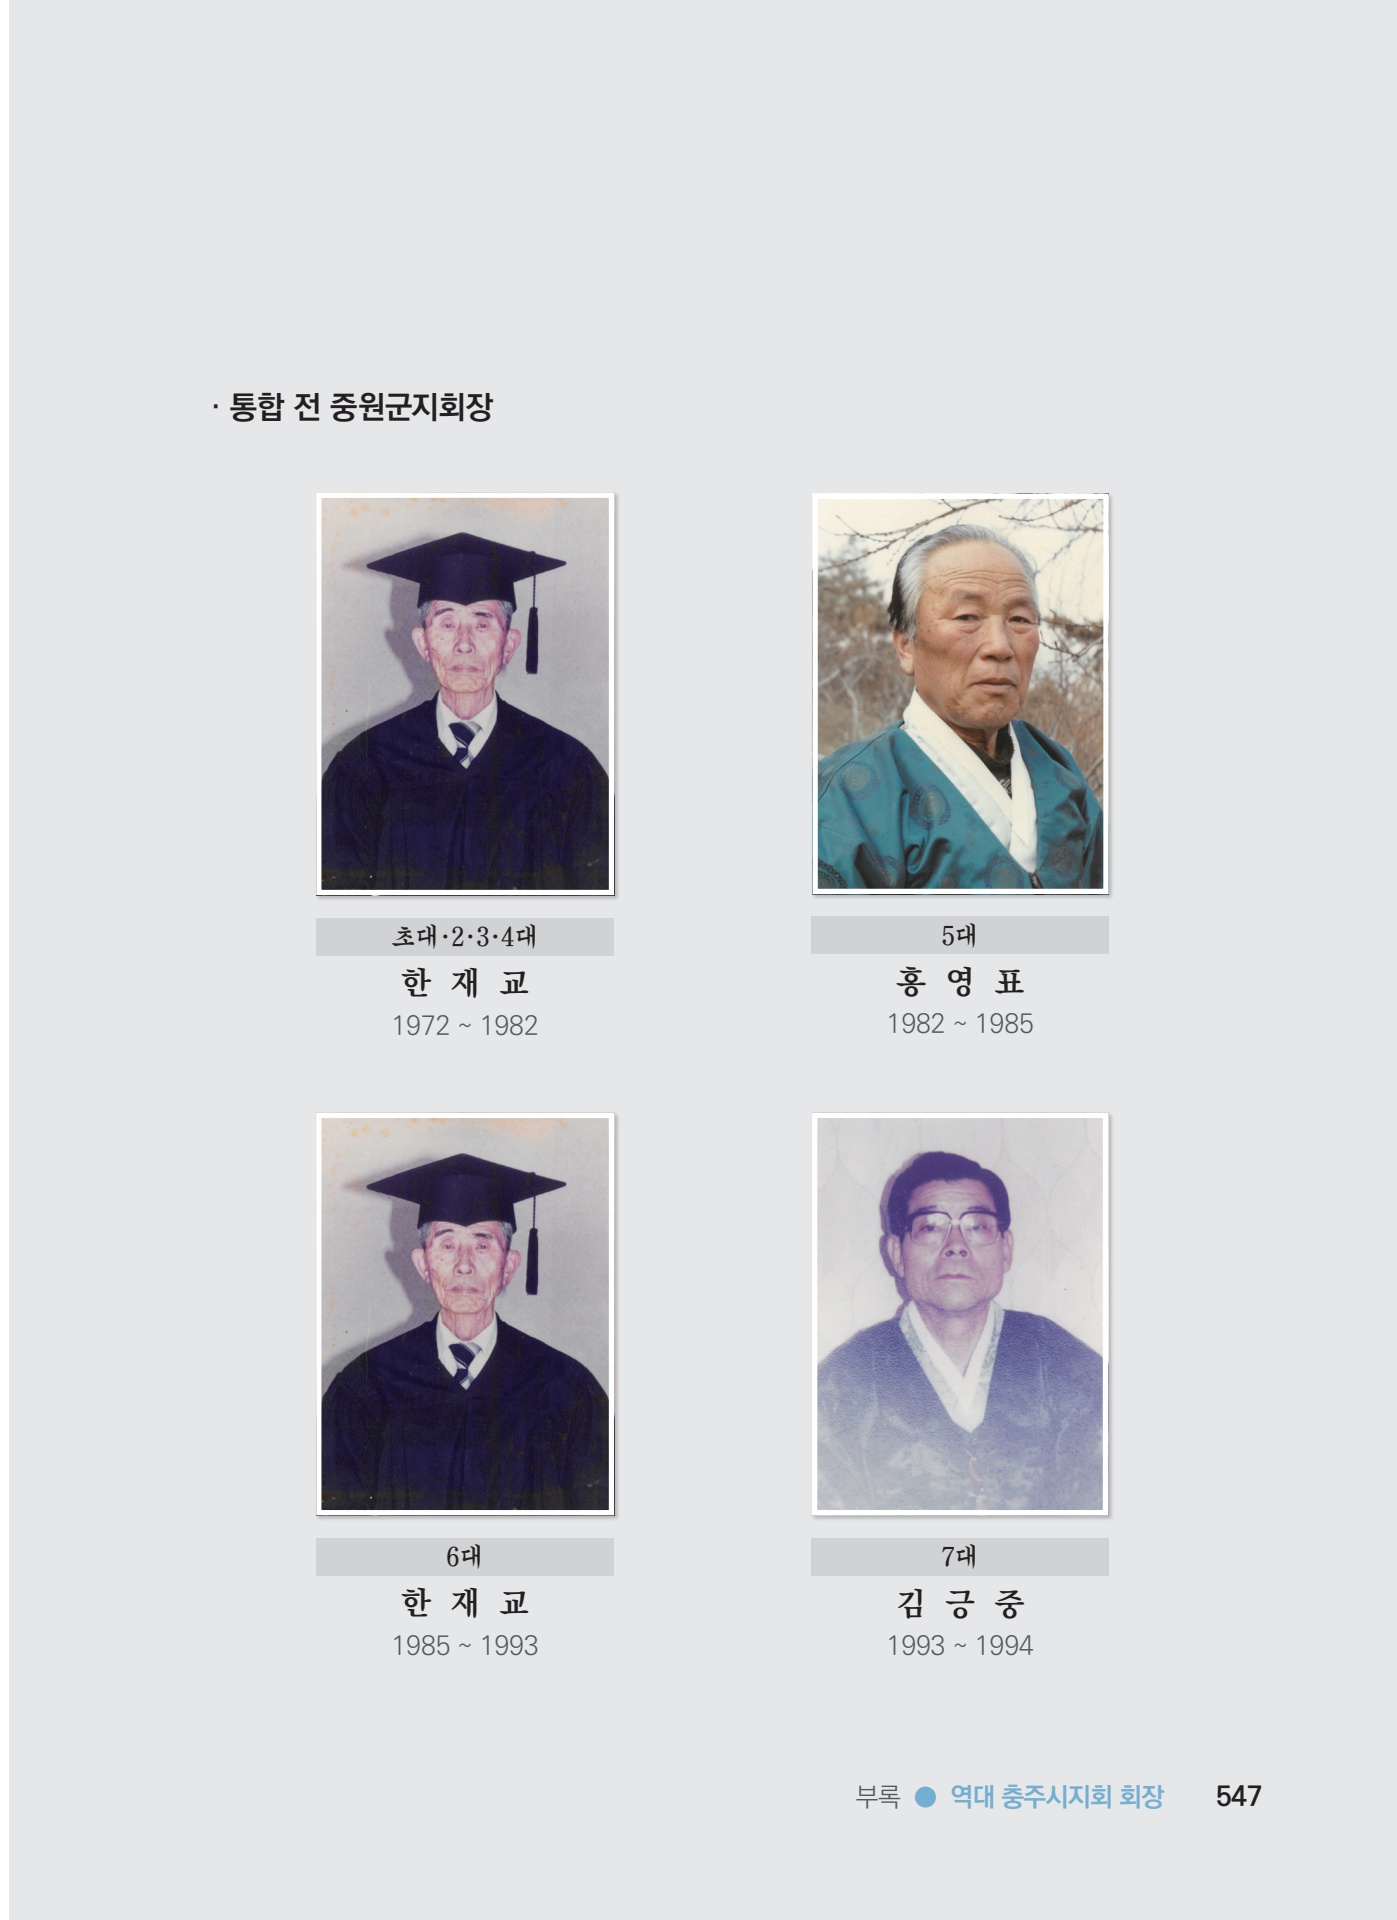 · 통합 전 중원군지회장
초대·2·3·4대
한 재 교
1972 ~ 1982
5대
홍 영 표
1982 ~ 1985
6대
한 재 교
1985 ~ 1993
7대
김 긍 중
1993 ~ 1994
부록 ● 역대 충주시지회 회장 547